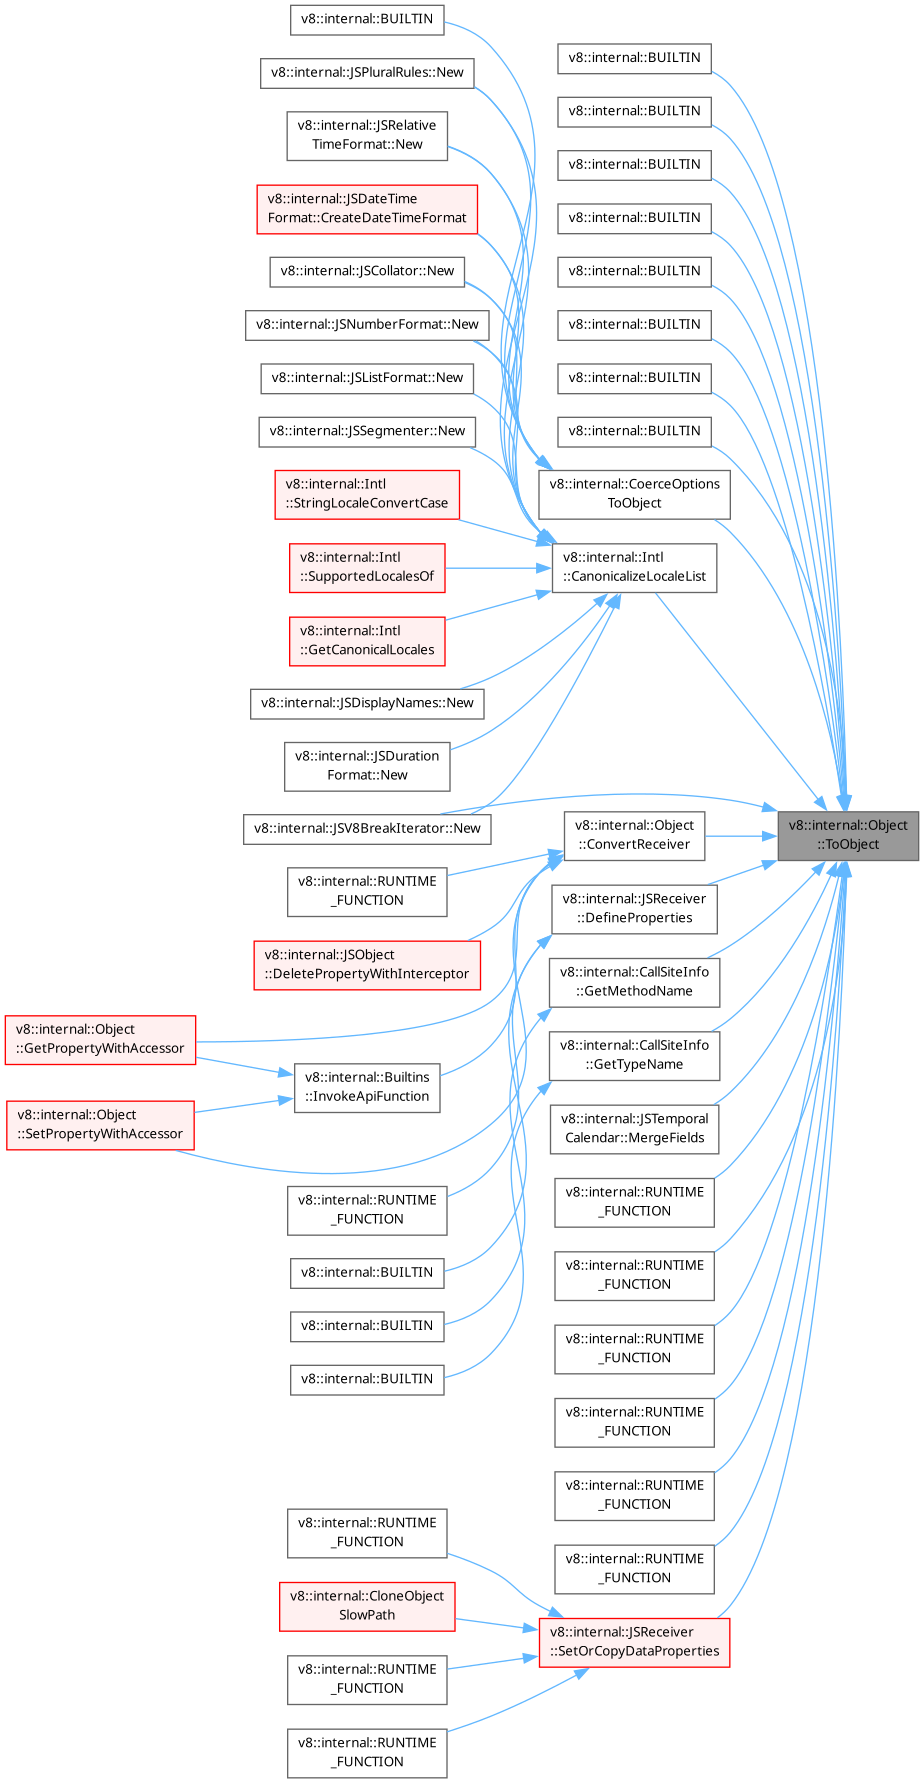 v8::internal::BUILTIN
v8::internal::JSPluralRules::New
v8::internal::JSRelative
TimeFormat::New
v8::internal::JSDateTime
Format::CreateDateTimeFormat
v8::internal::JSCollator::New
v8::internal::JSNumberFormat::New
v8::internal::JSListFormat::New
v8::internal::JSSegmenter::New
v8::internal::Intl
::StringLocaleConvertCase
v8::internal::Intl
::SupportedLocalesOf
v8::internal::Intl
::GetCanonicalLocales
v8::internal::JSDisplayNames::New
v8::internal::JSDuration
Format::New
v8::internal::JSV8BreakIterator::New
v8::internal::RUNTIME
_FUNCTION
v8::internal::JSObject
::DeletePropertyWithInterceptor
v8::internal::Object
::GetPropertyWithAccessor
v8::internal::Object
::SetPropertyWithAccessor
v8::internal::Builtins
::InvokeApiFunction
v8::internal::RUNTIME
_FUNCTION
v8::internal::BUILTIN
v8::internal::BUILTIN
v8::internal::BUILTIN
v8::internal::RUNTIME
_FUNCTION
v8::internal::CloneObject
SlowPath
v8::internal::RUNTIME
_FUNCTION
v8::internal::RUNTIME
_FUNCTION
v8::internal::BUILTIN
v8::internal::BUILTIN
v8::internal::BUILTIN
v8::internal::BUILTIN
v8::internal::BUILTIN
v8::internal::BUILTIN
v8::internal::BUILTIN
v8::internal::BUILTIN
v8::internal::CoerceOptions
ToObject
v8::internal::Intl
::CanonicalizeLocaleList
v8::internal::Object
::ConvertReceiver
v8::internal::JSReceiver
::DefineProperties
v8::internal::CallSiteInfo
::GetMethodName
v8::internal::CallSiteInfo
::GetTypeName
v8::internal::JSTemporal
Calendar::MergeFields
v8::internal::RUNTIME
_FUNCTION
v8::internal::RUNTIME
_FUNCTION
v8::internal::RUNTIME
_FUNCTION
v8::internal::RUNTIME
_FUNCTION
v8::internal::RUNTIME
_FUNCTION
v8::internal::RUNTIME
_FUNCTION
v8::internal::JSReceiver
::SetOrCopyDataProperties
v8::internal::Object
::ToObject